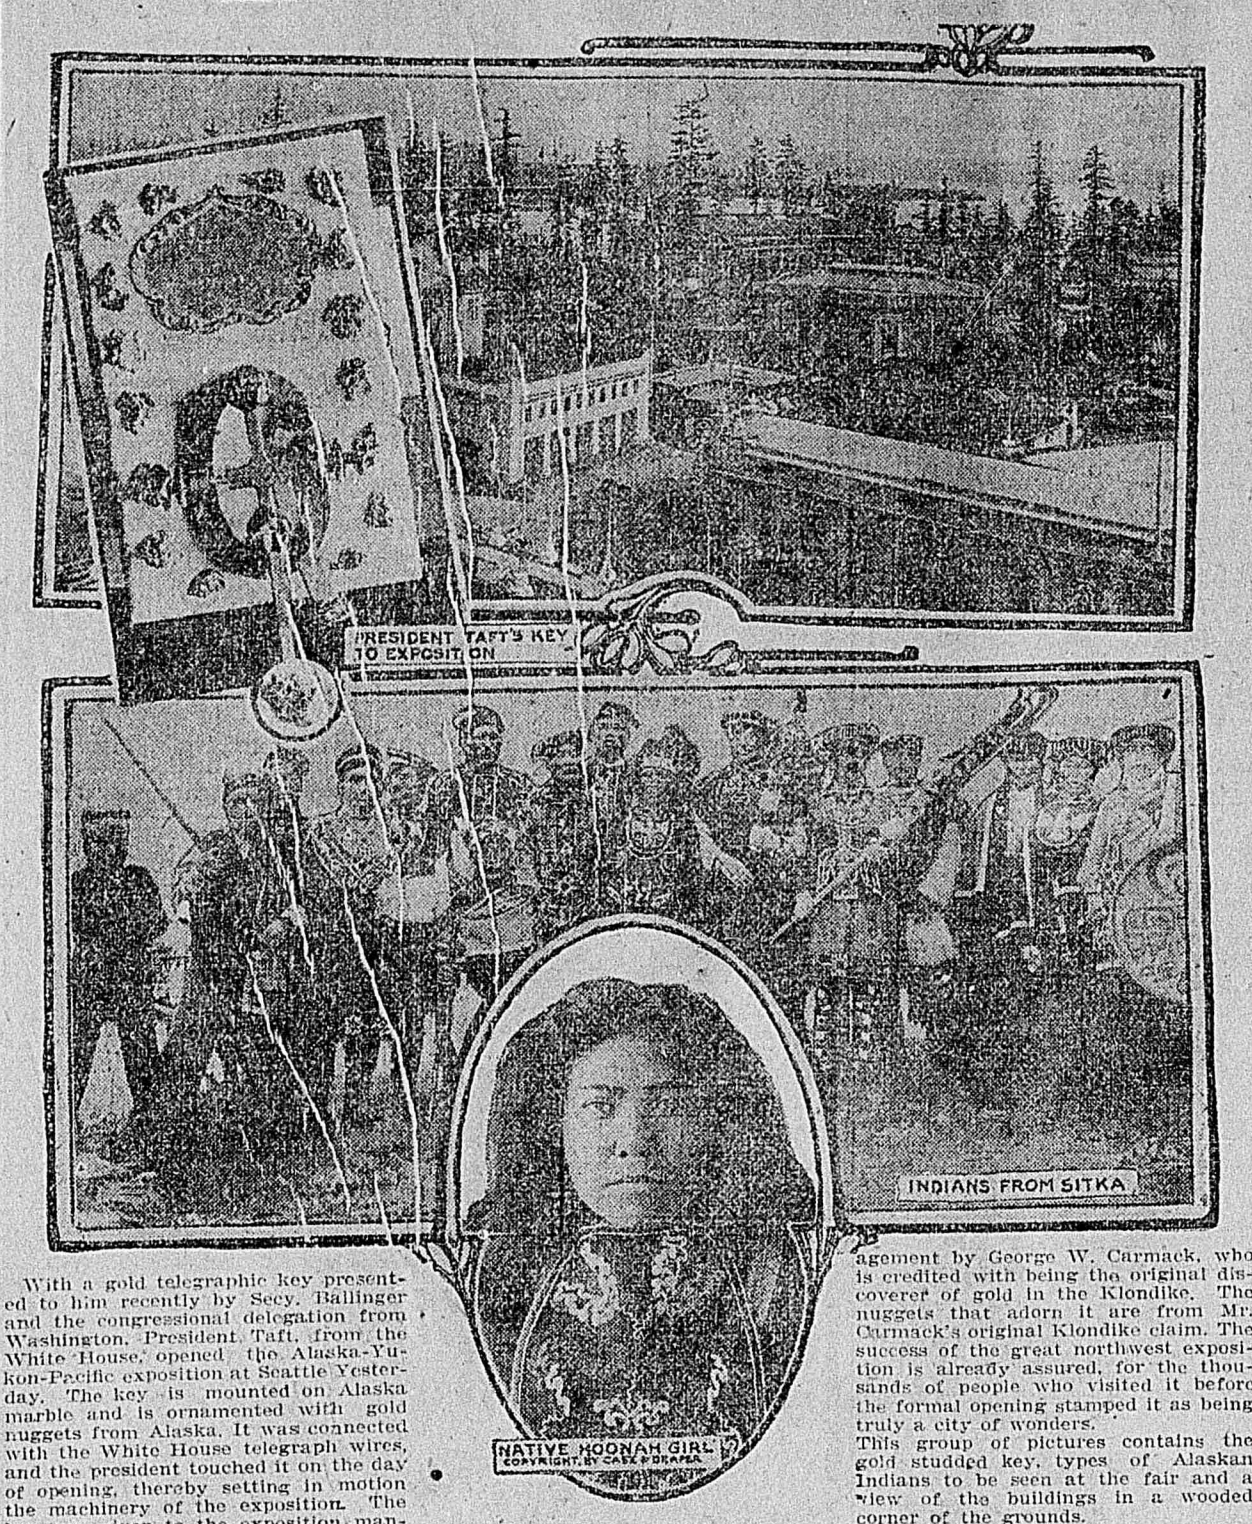 PRESIDENT TAFT'S KEY
TO EXPOSITION
INDIANS FROM SITKA
NATIVE HOONAH GIRL
COPYRIGHT, BY CASE & DRAPER
With a gold telegraphic key present-
ed to him recently by Secy. Ballinger
and the congressional delegation from
Washington, President Taft, from the
White House, opened the Alaska-Yu-
kon-Pacific exposition at Seattle Yester-
day. The key is mounted on Alaska
marble and is ornamented with gold
nuggets from Alaska. It was connected
with the White House telegraph wires,
and the president touched it on the day
of opening, thereby setting in motion
the machinery of the exposition. The
to the exposition man-
agement by George W. Carmack, who
is credited with being the original dis-
coverer of gold in the Klondike. The
nuggets that adorn it are from Mr.
Carmack's original Klondike claim. The
success of the great northwest exposi-
tion is already assured, for the thou-
sands of people who visited it before
the formal opening stamped it as being
truly a city of wonders.
This group of pictures contains the
gold studded key, types of Alaskan
Indians to be seen at the fair and a
view of the buildings in a wooded
corner of the grounds.